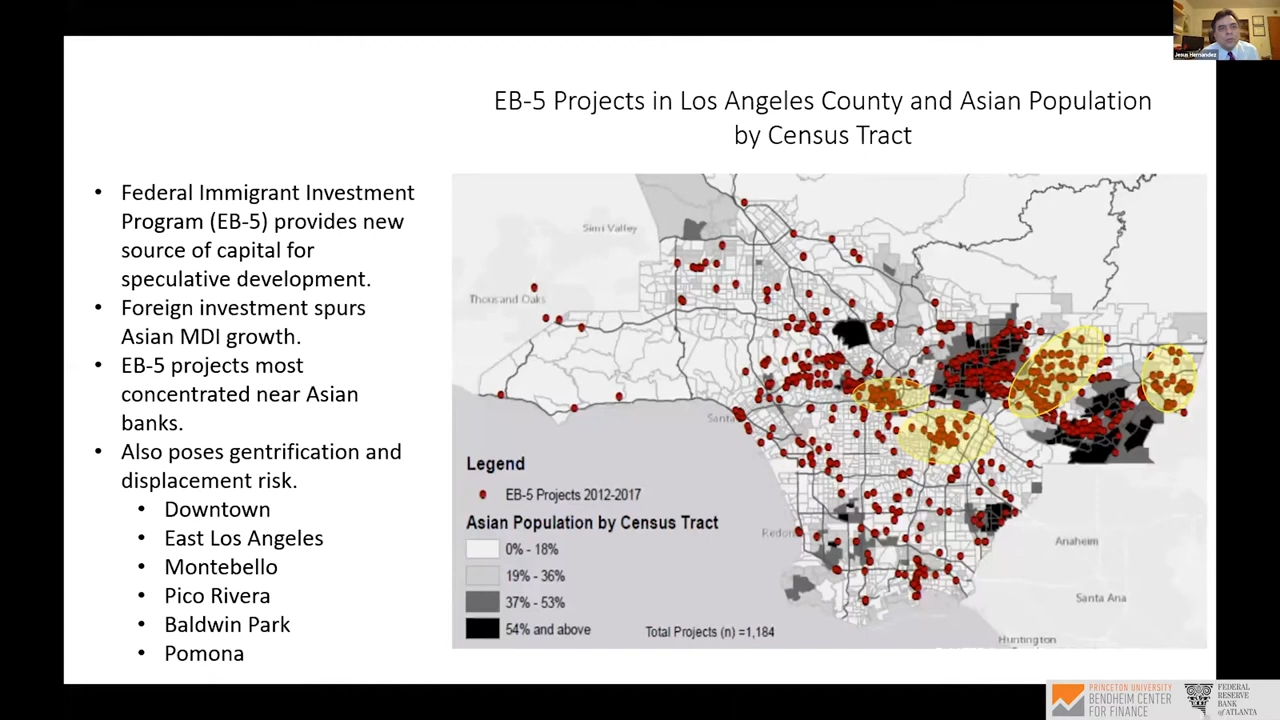 Jesus Hernandez
EB-5 Projects in Los Angeles County and Asian Population
by Census Tract
• Federal Immigrant Investment
Program (EB-5) provides new
source of capital for
speculative development.
• Foreign investment spurs
Asian MDI growth.
• EB-5 projects most
concentrated near Asian
banks.
• Also poses gentrification and
displacement risk.
• Downtown
• East Los Angeles
• Montebello
• Pico Rivera
• Baldwin Park
• Pomona
Simi Valley
Thousand Oaks
Santa
Redon
Anaheim
Santa Ana
Huntington
Legend
EB-5 Projects 2012-2017
Asian Population by Census Tract
0% - 18%
19% - 36%
37% - 53%
54% and above
Total Projects (n) =1,184
PRINCETON UNIVERSITY
BENDHEIM CENTER
FOR FINANCE
FEDERAL
RESERVE
BANK
of ATLANTA